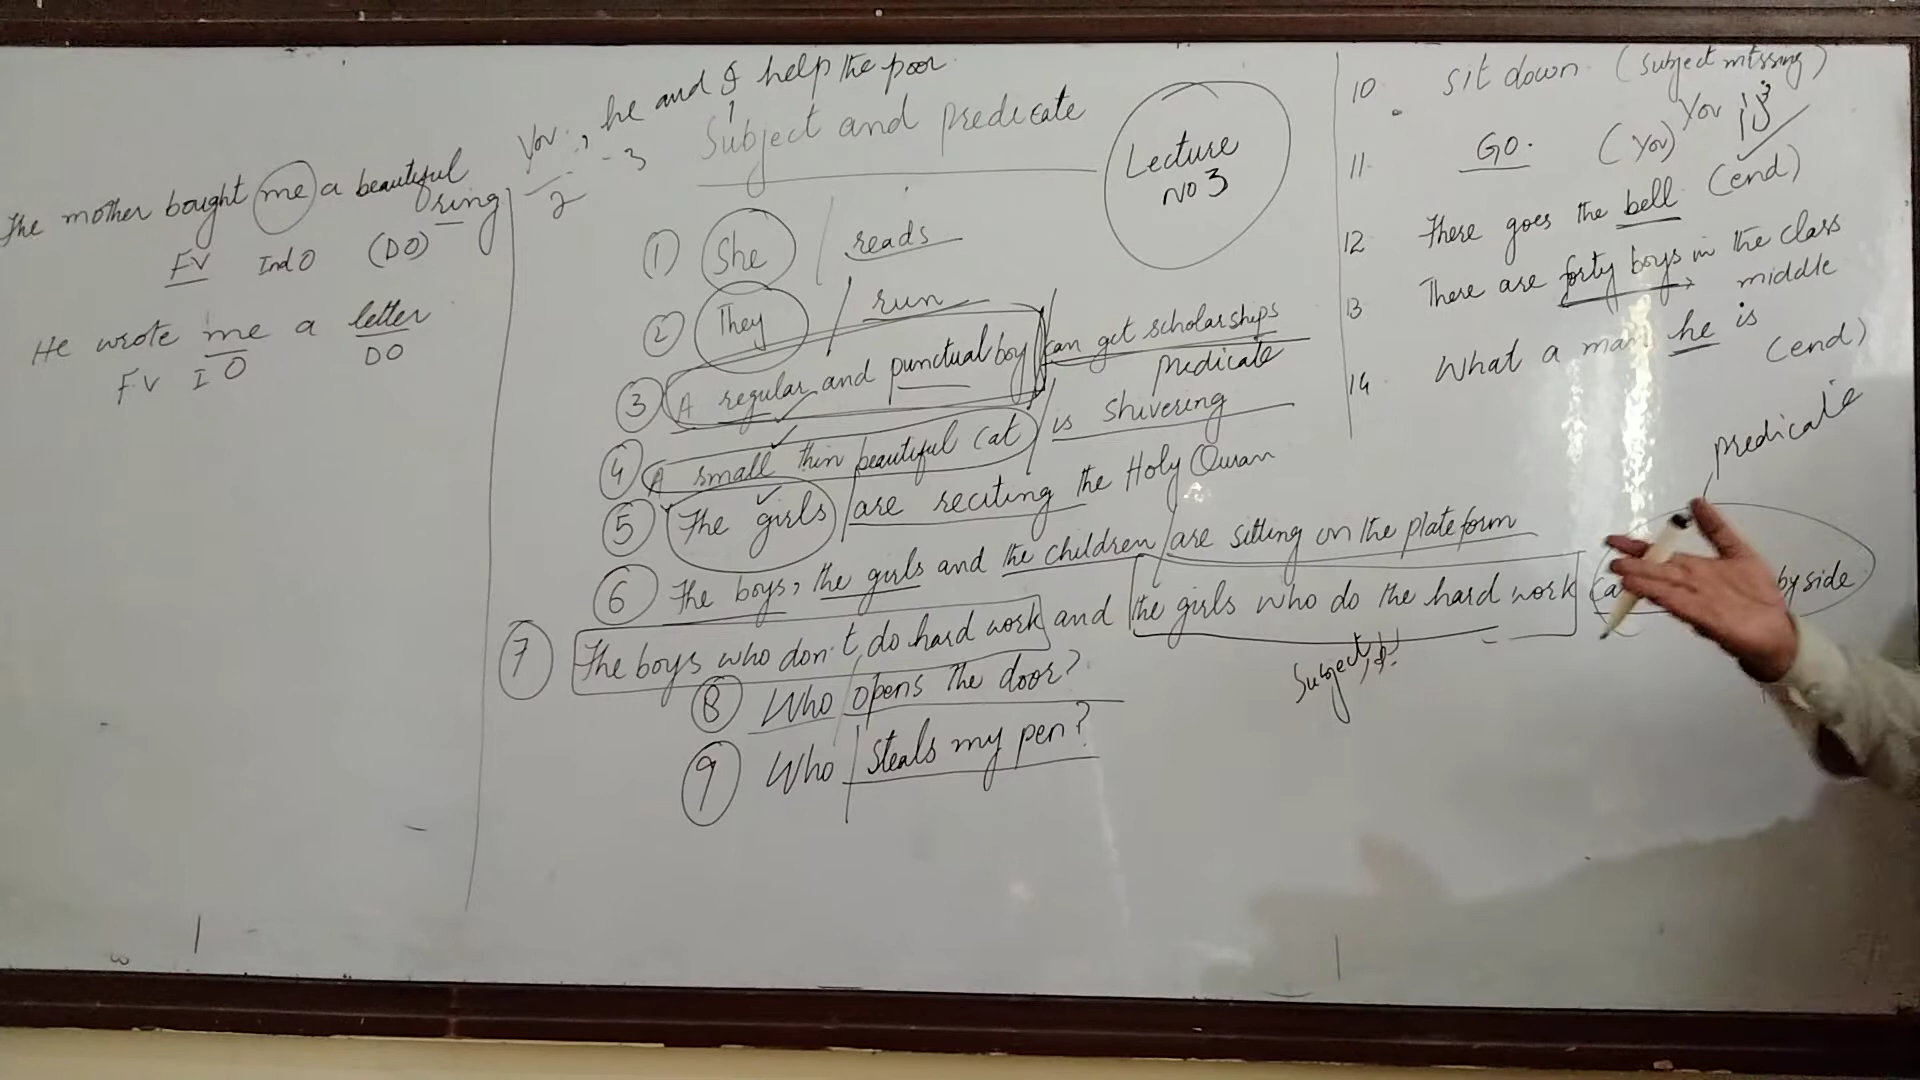 The mother bought me a beautiful
ring
FV Ind O (DO)
He wrote me a letter
FV I O DO
you, he and I help the poor
2 3 1
Subject and predicate
Lecture
no 3
① She / reads
② They / run
③ A regular and punctual boy / can get scholarships
predicate
④ A small thin beautiful cat / is shivering
⑤ The girls / are reciting the Holy Quran
⑥ The boys, the girls and the children / are sitting on the plateform
⑦ The boys who don't do hard work and the girls who do the hard work by side
Subject
predicate
⑧ Who / opens the door?
⑨ Who / steals my pen?
10 Sit down. (Subject missing)
11. Go. (you) you
12 There goes the bell (end)
13 There are forty boys in the class
middle
14 What a man he is
(end)